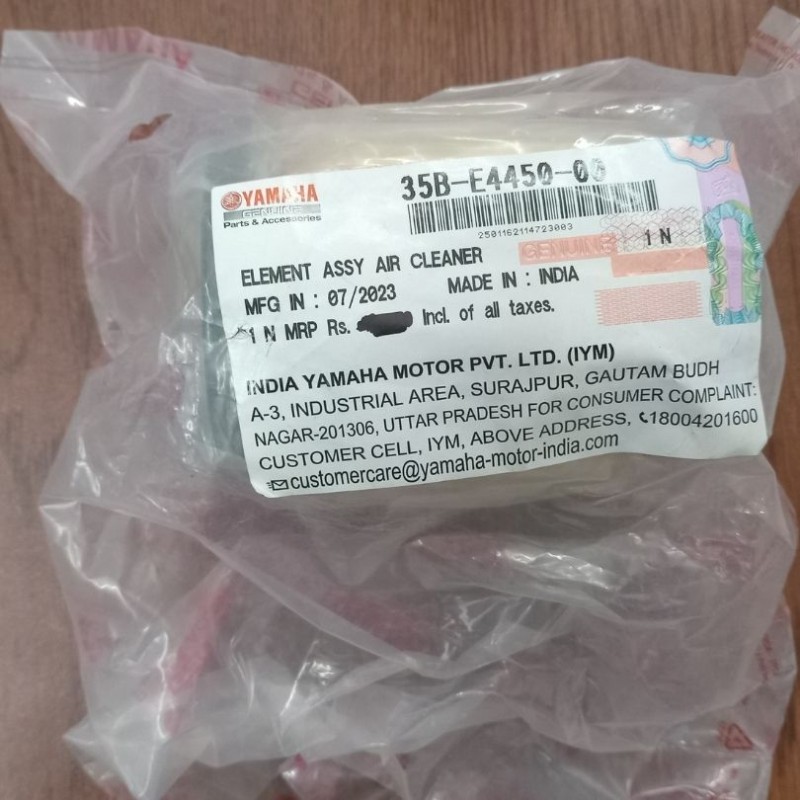 YAMAHA
GENUINE
Parts & Accessories
35B-E4450-00
2501162114723003
GENUINE
1 N
ELEMENT ASSY AIR CLEANER
MFG IN : 07/2023 MADE IN : INDIA
1 N MRP Rs. Incl. of all taxes.
INDIA YAMAHA MOTOR PVT. LTD. (IYM)
A-3, INDUSTRIAL AREA, SURAJPUR, GAUTAM BUDH
NAGAR-201306, UTTAR PRADESH FOR CONSUMER COMPLAINT:
CUSTOMER CELL, IYM, ABOVE ADDRESS, 18004201600
customercare@yamaha-motor-india.com